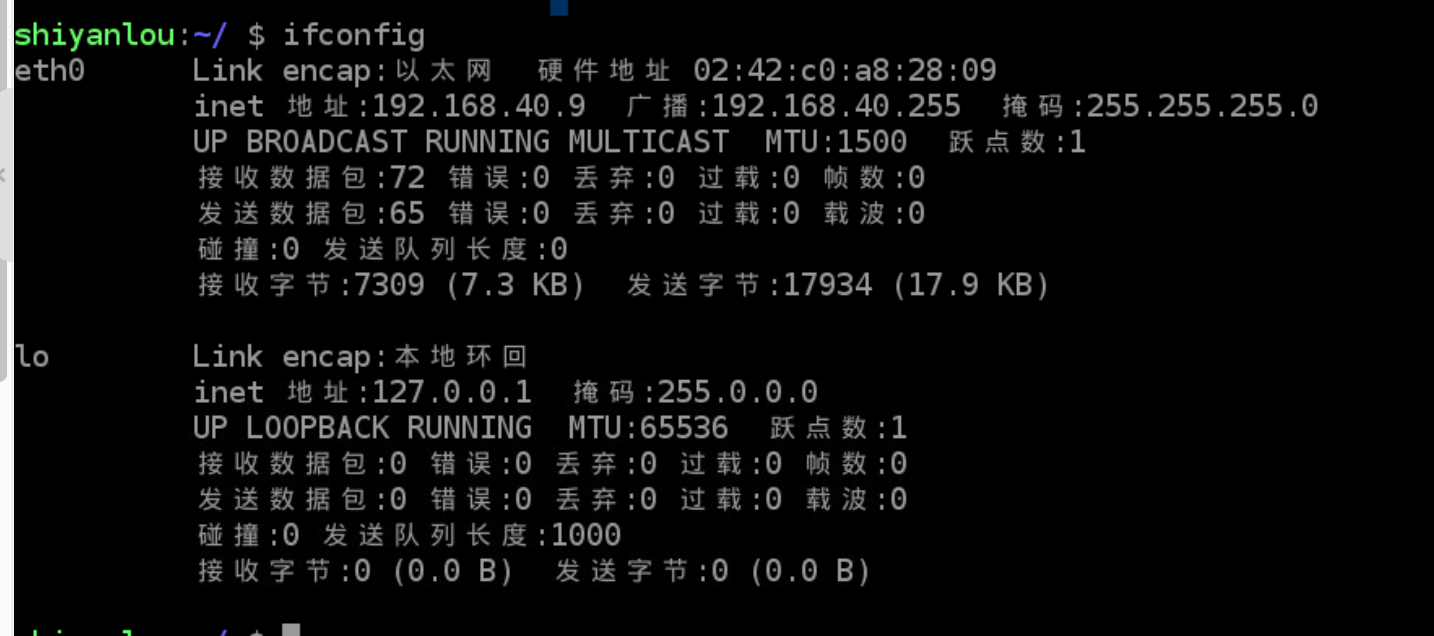 shiyanlou:~/ $ ifconfig
eth0      Link encap:以太网  硬件地址 02:42:c0:a8:28:09
          inet 地址:192.168.40.9  广播:192.168.40.255  掩码:255.255.255.0
          UP BROADCAST RUNNING MULTICAST  MTU:1500  跃点数:1
          接收数据包:72 错误:0 丢弃:0 过载:0 帧数:0
          发送数据包:65 错误:0 丢弃:0 过载:0 载波:0
          碰撞:0 发送队列长度:0
          接收字节:7309 (7.3 KB)  发送字节:17934 (17.9 KB)
lo        Link encap:本地环回
          inet 地址:127.0.0.1  掩码:255.0.0.0
          UP LOOPBACK RUNNING  MTU:65536  跃点数:1
          接收数据包:0 错误:0 丢弃:0 过载:0 帧数:0
          发送数据包:0 错误:0 丢弃:0 过载:0 载波:0
          碰撞:0 发送队列长度:1000
          接收字节:0 (0.0 B)  发送字节:0 (0.0 B)